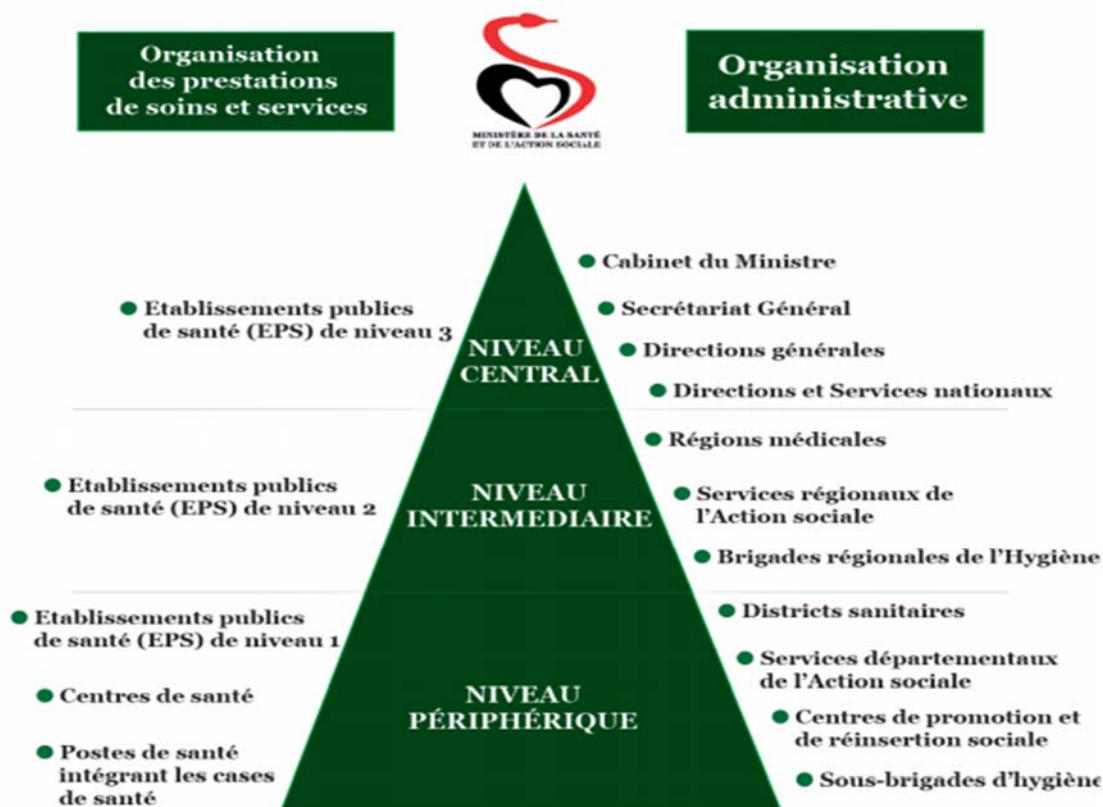 Organisation
des prestations
de soins et services
MINISTÈRE DE LA SANTÉ
ET DE L'ACTION SOCIALE
Organisation
administrative
Etablissements publics
de santé (EPS) de niveau 3
NIVEAU
CENTRAL
Cabinet du Ministre
Secrétariat Général
Directions générales
Directions et Services nationaux
Etablissements publics
de santé (EPS) de niveau 2
NIVEAU
INTERMEDIAIRE
Régions médicales
Services régionaux de
l'Action sociale
Brigades régionales de l'Hygiène
Etablissements publics
de santé (EPS) de niveau 1
Centres de santé
Postes de santé
intégrant les cases
de santé
NIVEAU
PÉRIPHÉRIQUE
Districts sanitaires
Services départementaux
de l'Action sociale
Centres de promotion et
de réinsertion sociale
Sous-brigades d'hygiène